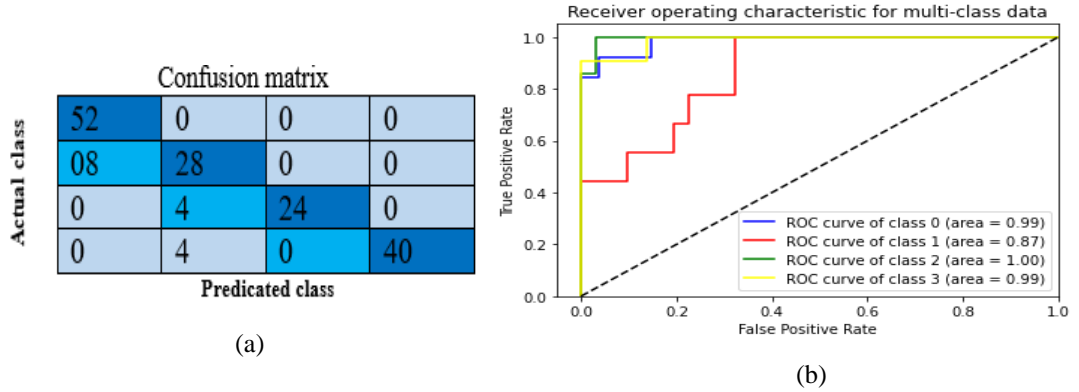 Confusion matrix
Actual class
52 0 0 0
08 28 0 0
0 4 24 0
0 4 0 40
Predicated class
(a)
Receiver operating characteristic for multi-class data
True Positive Rate
1.0
0.8
0.6
0.4
0.2
0.0
ROC curve of class 0 (area = 0.99)
ROC curve of class 1 (area = 0.87)
ROC curve of class 2 (area = 1.00)
ROC curve of class 3 (area = 0.99)
0.0 0.2 0.4 0.6 0.8 1.0
False Positive Rate
(b)